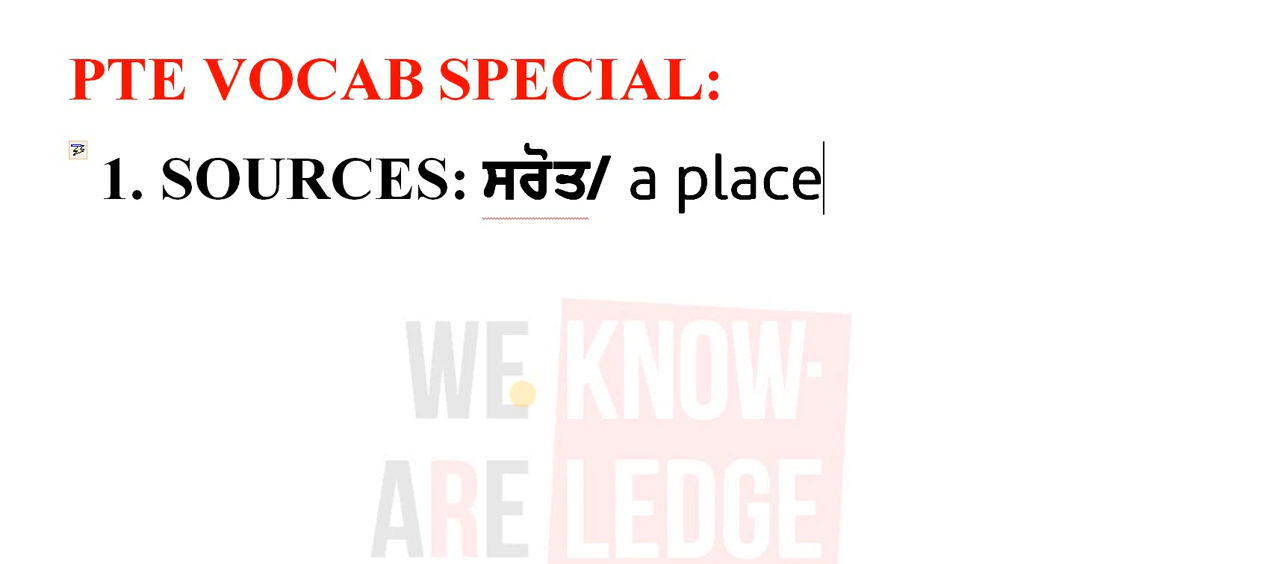 PTE VOCAB SPECIAL:
1. SOURCES: ਸਰੋਤ/ a place
WE KNOW-
ARE LEDGE